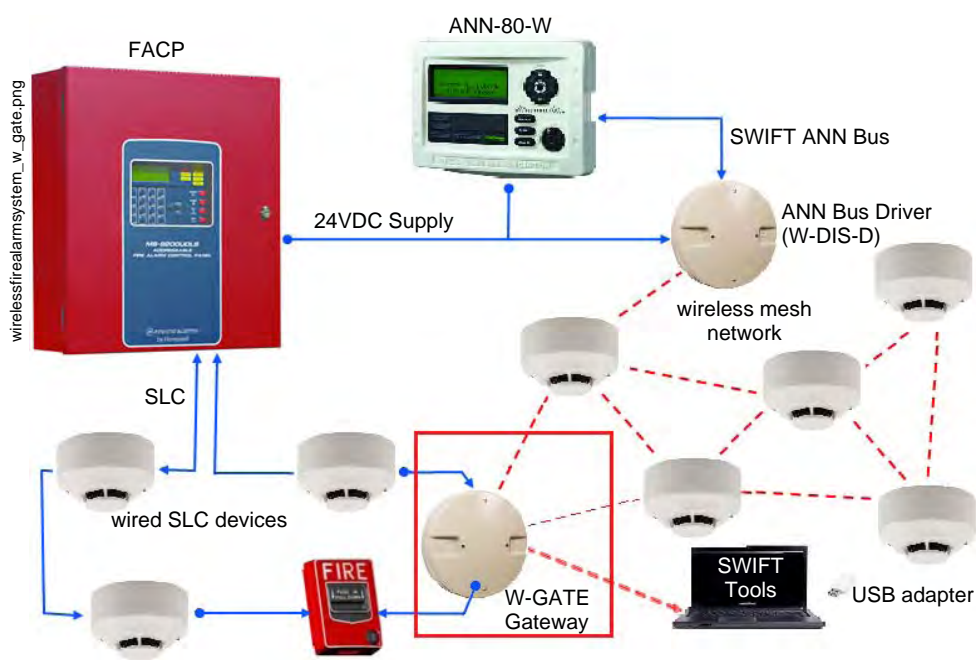 FACP
ANN-80-W
wirelessfirealarmsystem_w_gate.png
SWIFT ANN Bus
24VDC Supply
ANN Bus Driver
(W-DIS-D)
wireless mesh
network
SLC
wired SLC devices
FIRE
W-GATE
Gateway
SWIFT
Tools
USB adapter